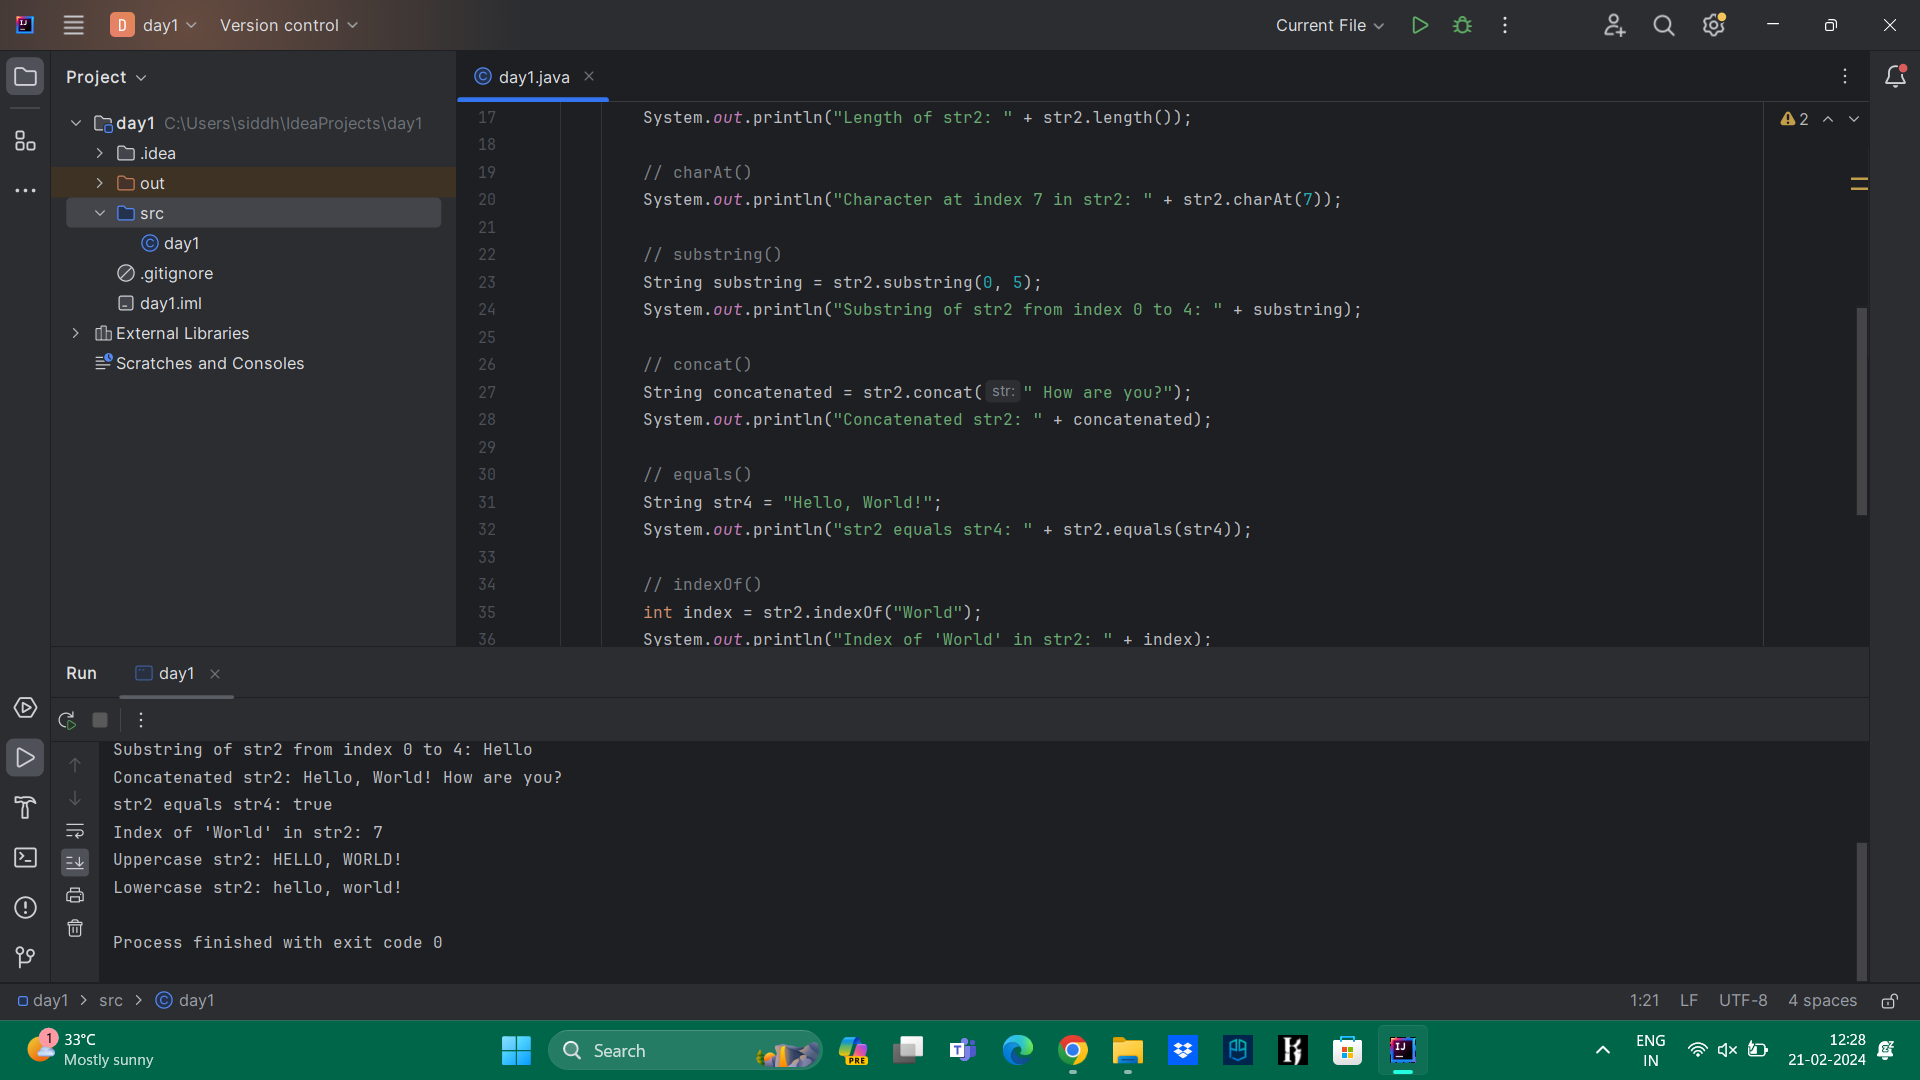 D day1 Version control Current File
Project
day1.java
day1 C:\Users\siddh\IdeaProjects\day1
.idea
out
src
day1
.gitignore
day1.iml
External Libraries
Scratches and Consoles
2
17 System.out.println("Length of str2: " + str2.length());
18
19 // charAt()
20 System.out.println("Character at index 7 in str2: " + str2.charAt(7));
21
22 // substring()
23 String substring = str2.substring(0, 5);
24 System.out.println("Substring of str2 from index 0 to 4: " + substring);
25
26 // concat()
27 String concatenated = str2.concat( str: " How are you?");
28 System.out.println("Concatenated str2: " + concatenated);
29
30 // equals()
31 String str4 = "Hello, World!";
32 System.out.println("str2 equals str4: " + str2.equals(str4));
33
34 // indexOf()
35 int index = str2.indexOf("World");
36 System.out.println("Index of 'World' in str2: " + index);
Run day1
Substring of str2 from index 0 to 4: Hello
Concatenated str2: Hello, World! How are you?
str2 equals str4: true
Index of 'World' in str2: 7
Uppercase str2: HELLO, WORLD!
Lowercase str2: hello, world!
Process finished with exit code 0
day1 > src > day1 1:21 LF UTF-8 4 spaces
1 33°C
Mostly sunny
Search
PRE
ENG
IN
12:28
21-02-2024